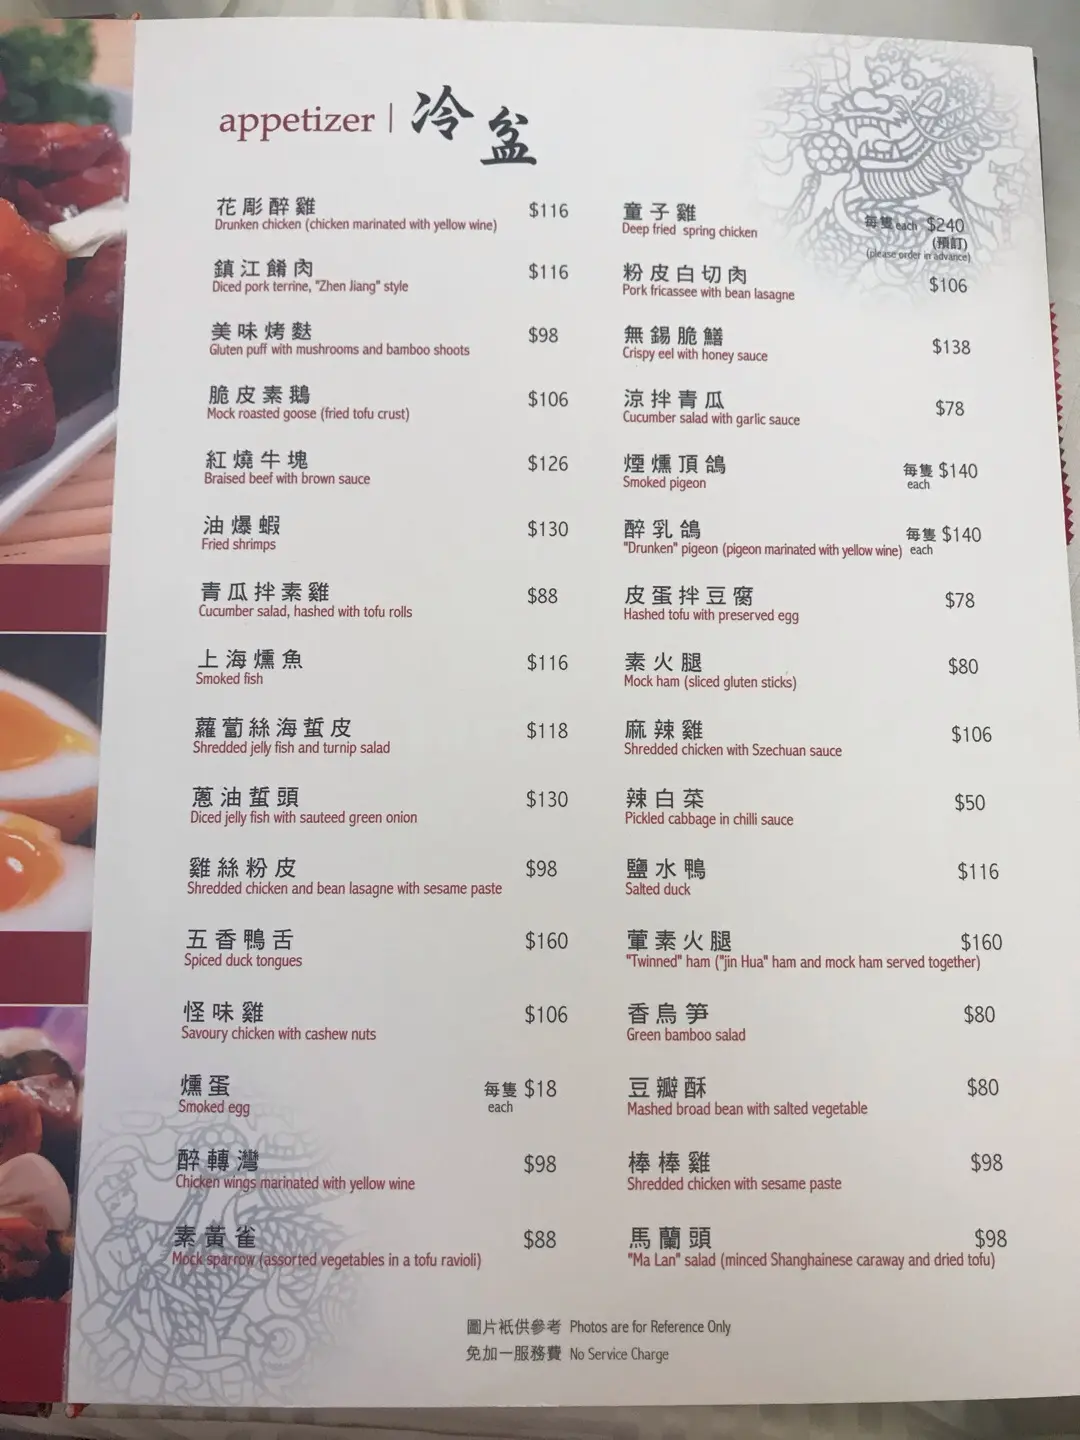 appetizer | 冷盆
花彫醉雞 $116
Drunken chicken (chicken marinated with yellow wine)
鎮江餚肉 $116
Diced pork terrine, "Zhen Jiang" style
美味烤麩 $98
Gluten puff with mushrooms and bamboo shoots
脆皮素鵝 $106
Mock roasted goose (fried tofu crust)
紅燒牛塊 $126
Braised beef with brown sauce
油爆蝦 $130
Fried shrimps
青瓜拌素雞 $88
Cucumber salad, hashed with tofu rolls
上海燻魚 $116
Smoked fish
蘿蔔絲海蜇皮 $118
Shredded jelly fish and turnip salad
蔥油蜇頭 $130
Diced jelly fish with sauteed green onion
雞絲粉皮 $98
Shredded chicken and bean lasagne with sesame paste
五香鴨舌 $160
Spiced duck tongues
怪味雞 $106
Savoury chicken with cashew nuts
燻蛋 每隻 $18
Smoked egg each
醉轉灣 $98
Chicken wings marinated with yellow wine
素黃雀 $88
Mock sparrow (assorted vegetables in a tofu ravioli)
童子雞 每隻 each $240
Deep fried spring chicken (預訂)
(please order in advance)
粉皮白切肉 $106
Pork fricassee with bean lasagne
無錫脆鱔 $138
Crispy eel with honey sauce
涼拌青瓜 $78
Cucumber salad with garlic sauce
煙燻頂鴿 每隻 $140
Smoked pigeon each
醉乳鴿 每隻 $140
"Drunken" pigeon (pigeon marinated with yellow wine) each
皮蛋拌豆腐 $78
Hashed tofu with preserved egg
素火腿 $80
Mock ham (sliced gluten sticks)
麻辣雞 $106
Shredded chicken with Szechuan sauce
辣白菜 $50
Pickled cabbage in chilli sauce
鹽水鴨 $116
Salted duck
葷素火腿 $160
"Twinned" ham ("jin Hua" ham and mock ham served together)
香烏笋 $80
Green bamboo salad
豆瓣酥 $80
Mashed broad bean with salted vegetable
棒棒雞 $98
Shredded chicken with sesame paste
馬蘭頭 $98
"Ma Lan" salad (minced Shanghainese caraway and dried tofu)
圖片衹供參考 Photos are for Reference Only
免加一服務費 No Service Charge